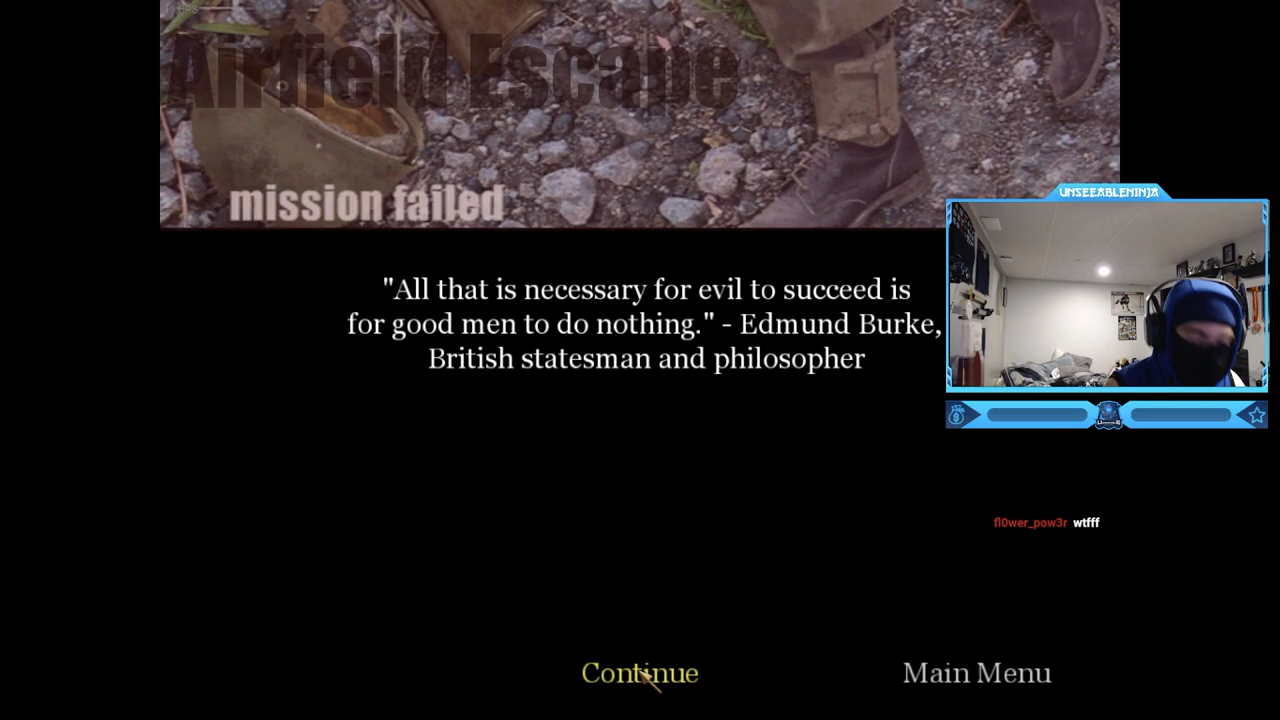 Airfield Escape
mission failed
UNSEEABLENINJA
"All that is necessary for evil to succeed is
for good men to do nothing." - Edmund Burke,
British statesman and philosopher
fl0wer_pow3r wtfff
Continue
Main Menu